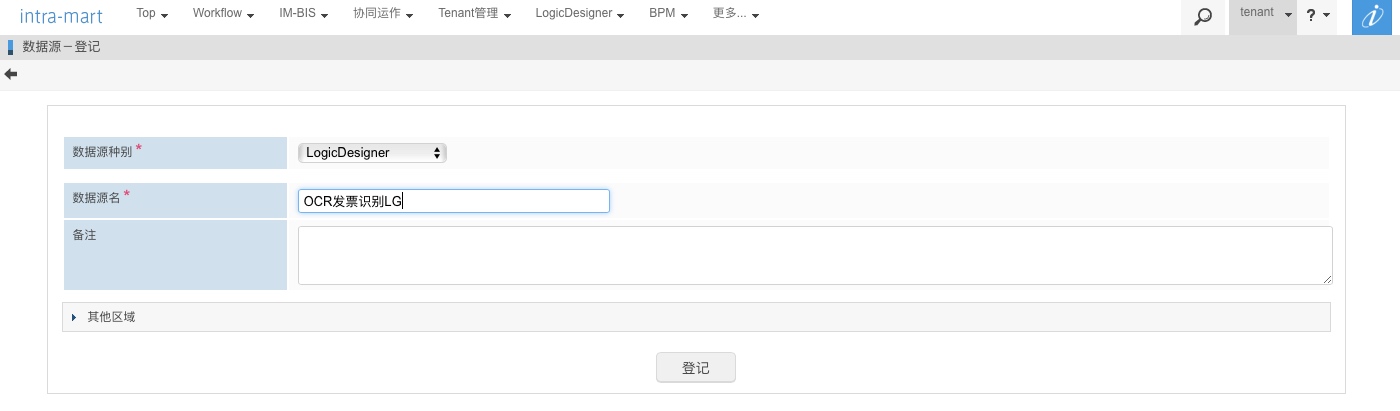 intra-mart Top Workflow IM-BIS 协同运作 Tenant管理 LogicDesigner BPM 更多... tenant ? i
数据源－登记
数据源种别 * LogicDesigner
数据源名 * OCR发票识别LG
备注
其他区域
登记